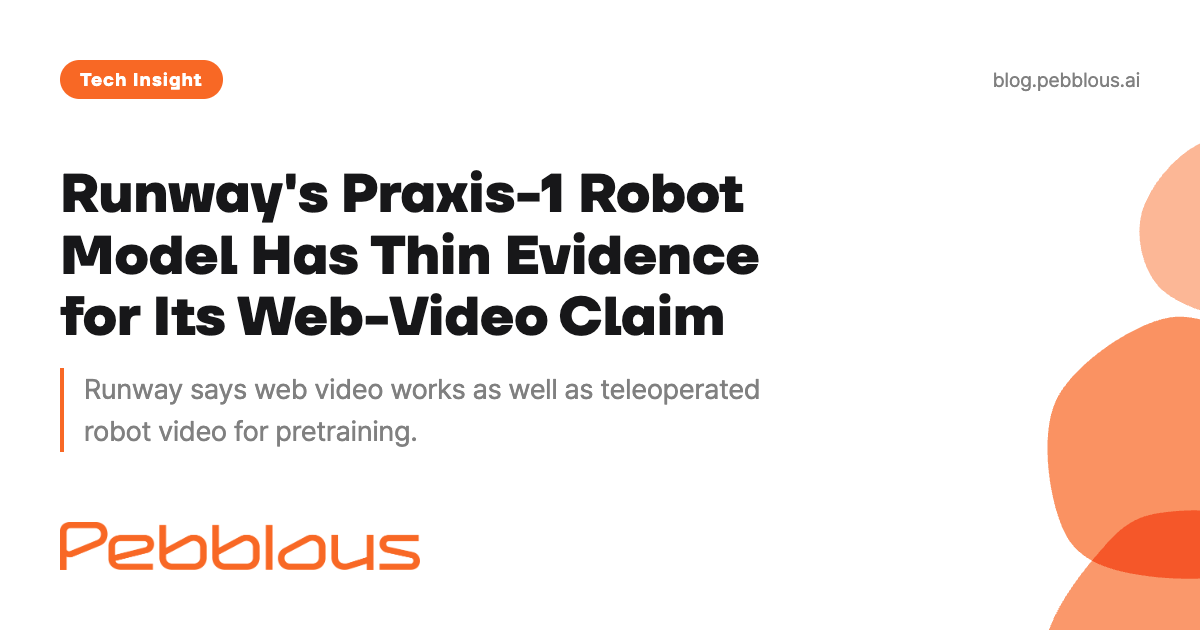 Tech Insight
blog.pebblous.ai
Runway's Praxis-1 Robot
Model Has Thin Evidence
for Its Web-Video Claim
Runway says web video works as well as teleoperated
robot video for pretraining.
Pebblous